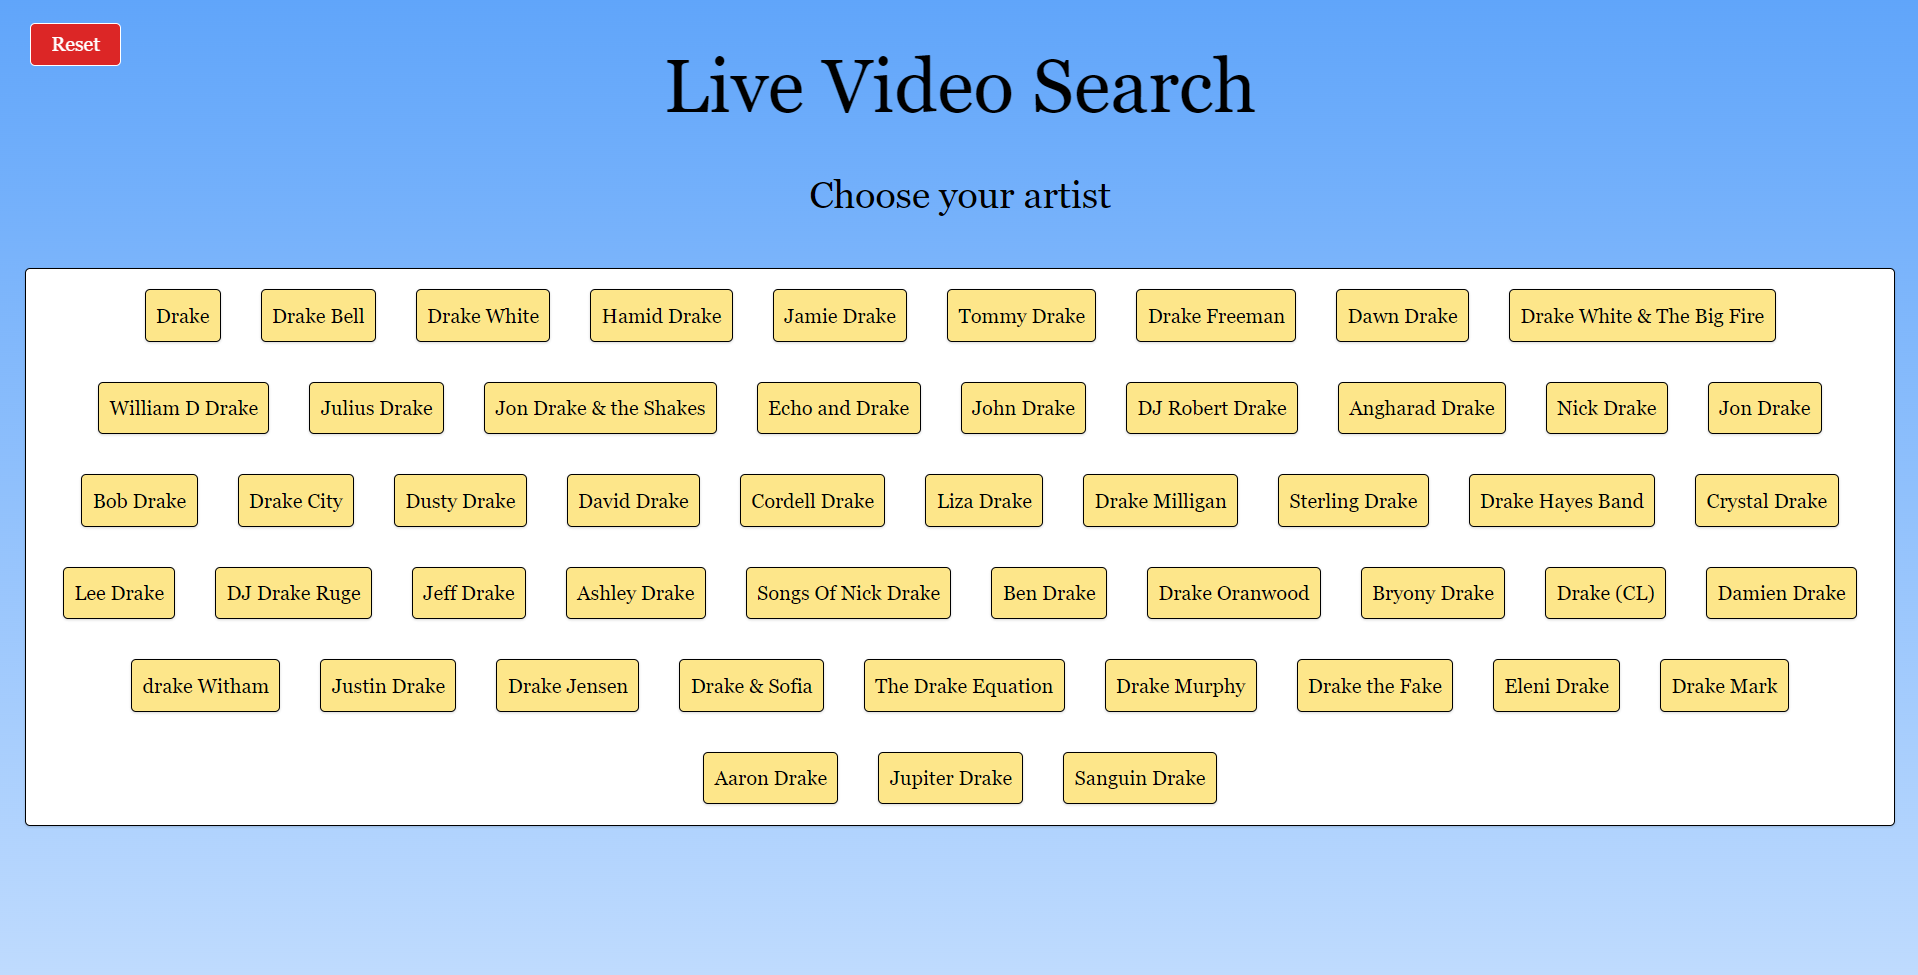 Reset
Live Video Search
Choose your artist
Drake Drake Bell Drake White Hamid Drake Jamie Drake Tommy Drake Drake Freeman Dawn Drake Drake White & The Big Fire
William D Drake Julius Drake Jon Drake & the Shakes Echo and Drake John Drake DJ Robert Drake Angharad Drake Nick Drake Jon Drake
Bob Drake Drake City Dusty Drake David Drake Cordell Drake Liza Drake Drake Milligan Sterling Drake Drake Hayes Band Crystal Drake
Lee Drake DJ Drake Ruge Jeff Drake Ashley Drake Songs Of Nick Drake Ben Drake Drake Oranwood Bryony Drake Drake (CL) Damien Drake
drake Witham Justin Drake Drake Jensen Drake & Sofia The Drake Equation Drake Murphy Drake the Fake Eleni Drake Drake Mark
Aaron Drake Jupiter Drake Sanguin Drake